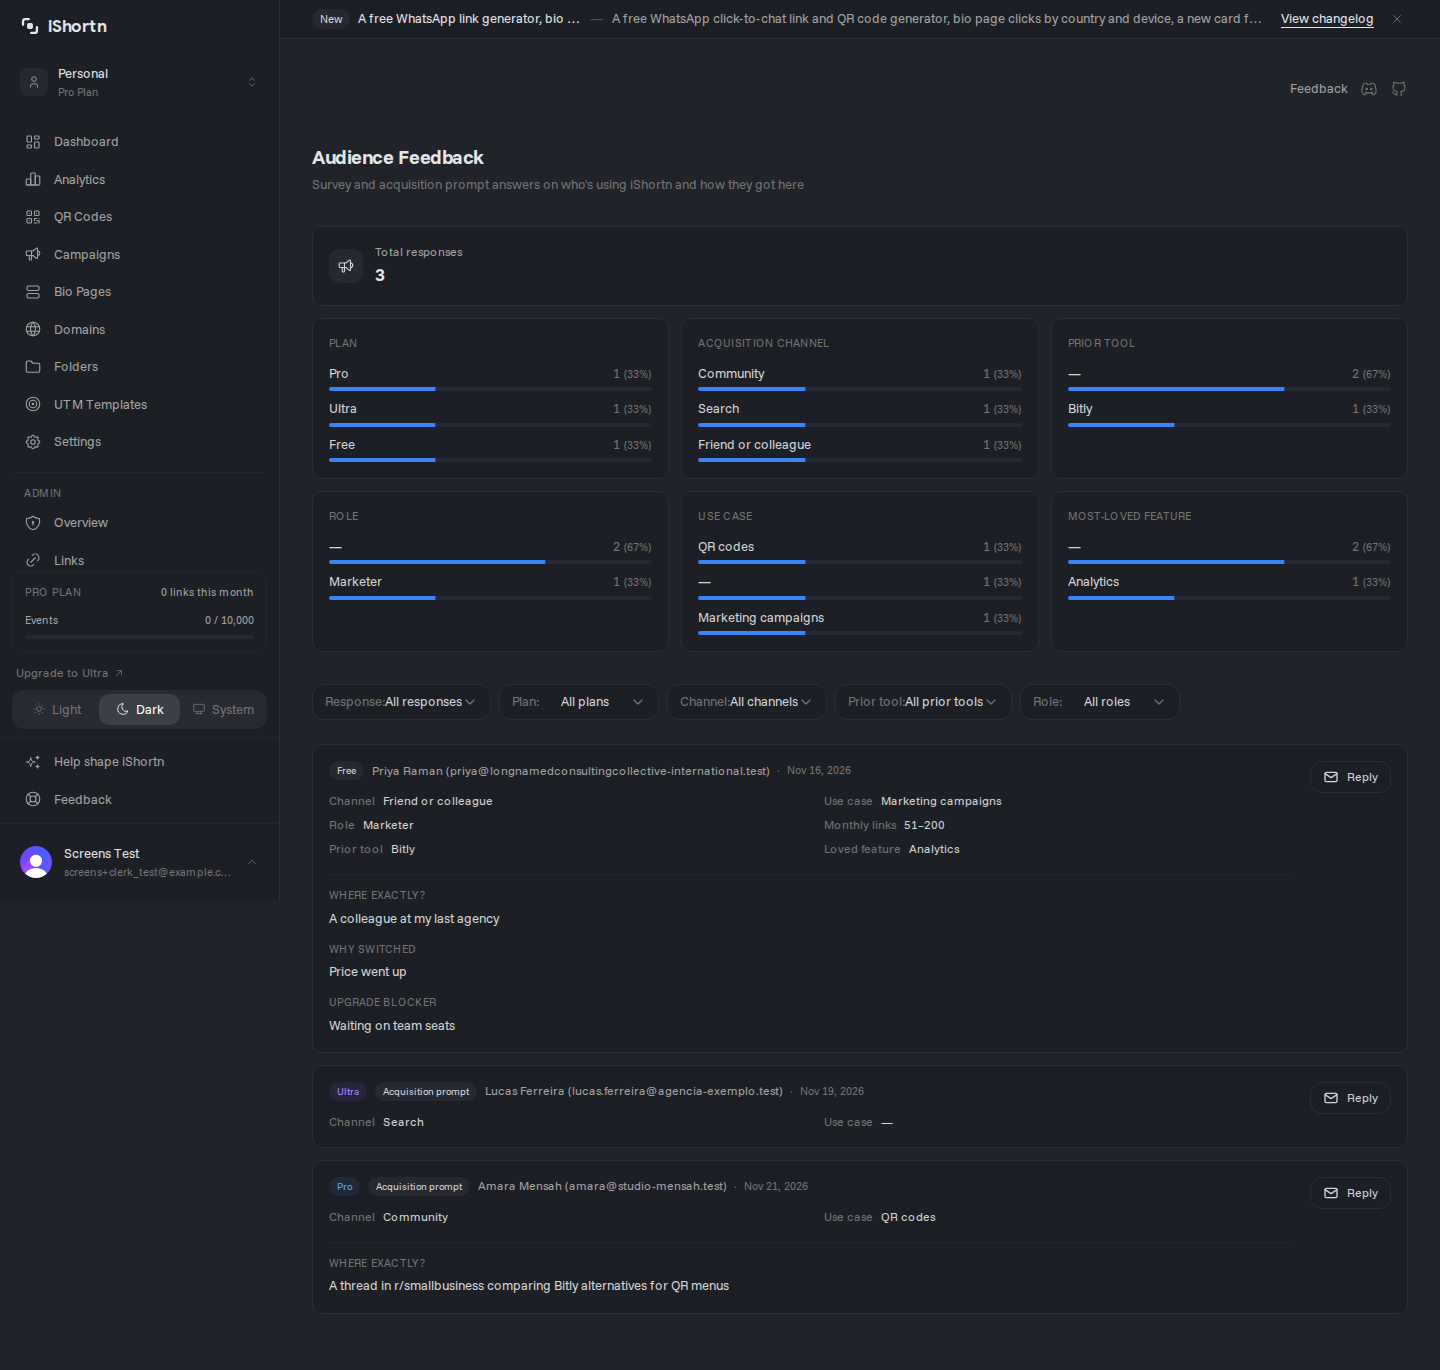 iShortn
Personal
Pro Plan
Dashboard
Analytics
QR Codes
Campaigns
Bio Pages
Domains
Folders
UTM Templates
Settings
ADMIN
Overview
Links
PRO PLAN 0 links this month
Events 0 / 10,000
Upgrade to Ultra
Light Dark System
Help shape iShortn
Feedback
Screens Test
screens+clerk_test@example.c...
New A free WhatsApp link generator, bio ... — A free WhatsApp click-to-chat link and QR code generator, bio page clicks by country and device, a new card f... View changelog
Feedback
Audience Feedback
Survey and acquisition prompt answers on who's using iShortn and how they got here
Total responses
3
PLAN
Pro 1 (33%)
Ultra 1 (33%)
Free 1 (33%)
ACQUISITION CHANNEL
Community 1 (33%)
Search 1 (33%)
Friend or colleague 1 (33%)
PRIOR TOOL
— 2 (67%)
Bitly 1 (33%)
ROLE
— 2 (67%)
Marketer 1 (33%)
USE CASE
QR codes 1 (33%)
— 1 (33%)
Marketing campaigns 1 (33%)
MOST-LOVED FEATURE
— 2 (67%)
Analytics 1 (33%)
Response: All responses Plan: All plans Channel: All channels Prior tool: All prior tools Role: All roles
Free Priya Raman (priya@longnamedconsultingcollective-international.test) · Nov 16, 2026 Reply
Channel Friend or colleague Use case Marketing campaigns
Role Marketer Monthly links 51–200
Prior tool Bitly Loved feature Analytics
WHERE EXACTLY?
A colleague at my last agency
WHY SWITCHED
Price went up
UPGRADE BLOCKER
Waiting on team seats
Ultra Acquisition prompt Lucas Ferreira (lucas.ferreira@agencia-exemplo.test) · Nov 19, 2026 Reply
Channel Search Use case —
Pro Acquisition prompt Amara Mensah (amara@studio-mensah.test) · Nov 21, 2026 Reply
Channel Community Use case QR codes
WHERE EXACTLY?
A thread in r/smallbusiness comparing Bitly alternatives for QR menus